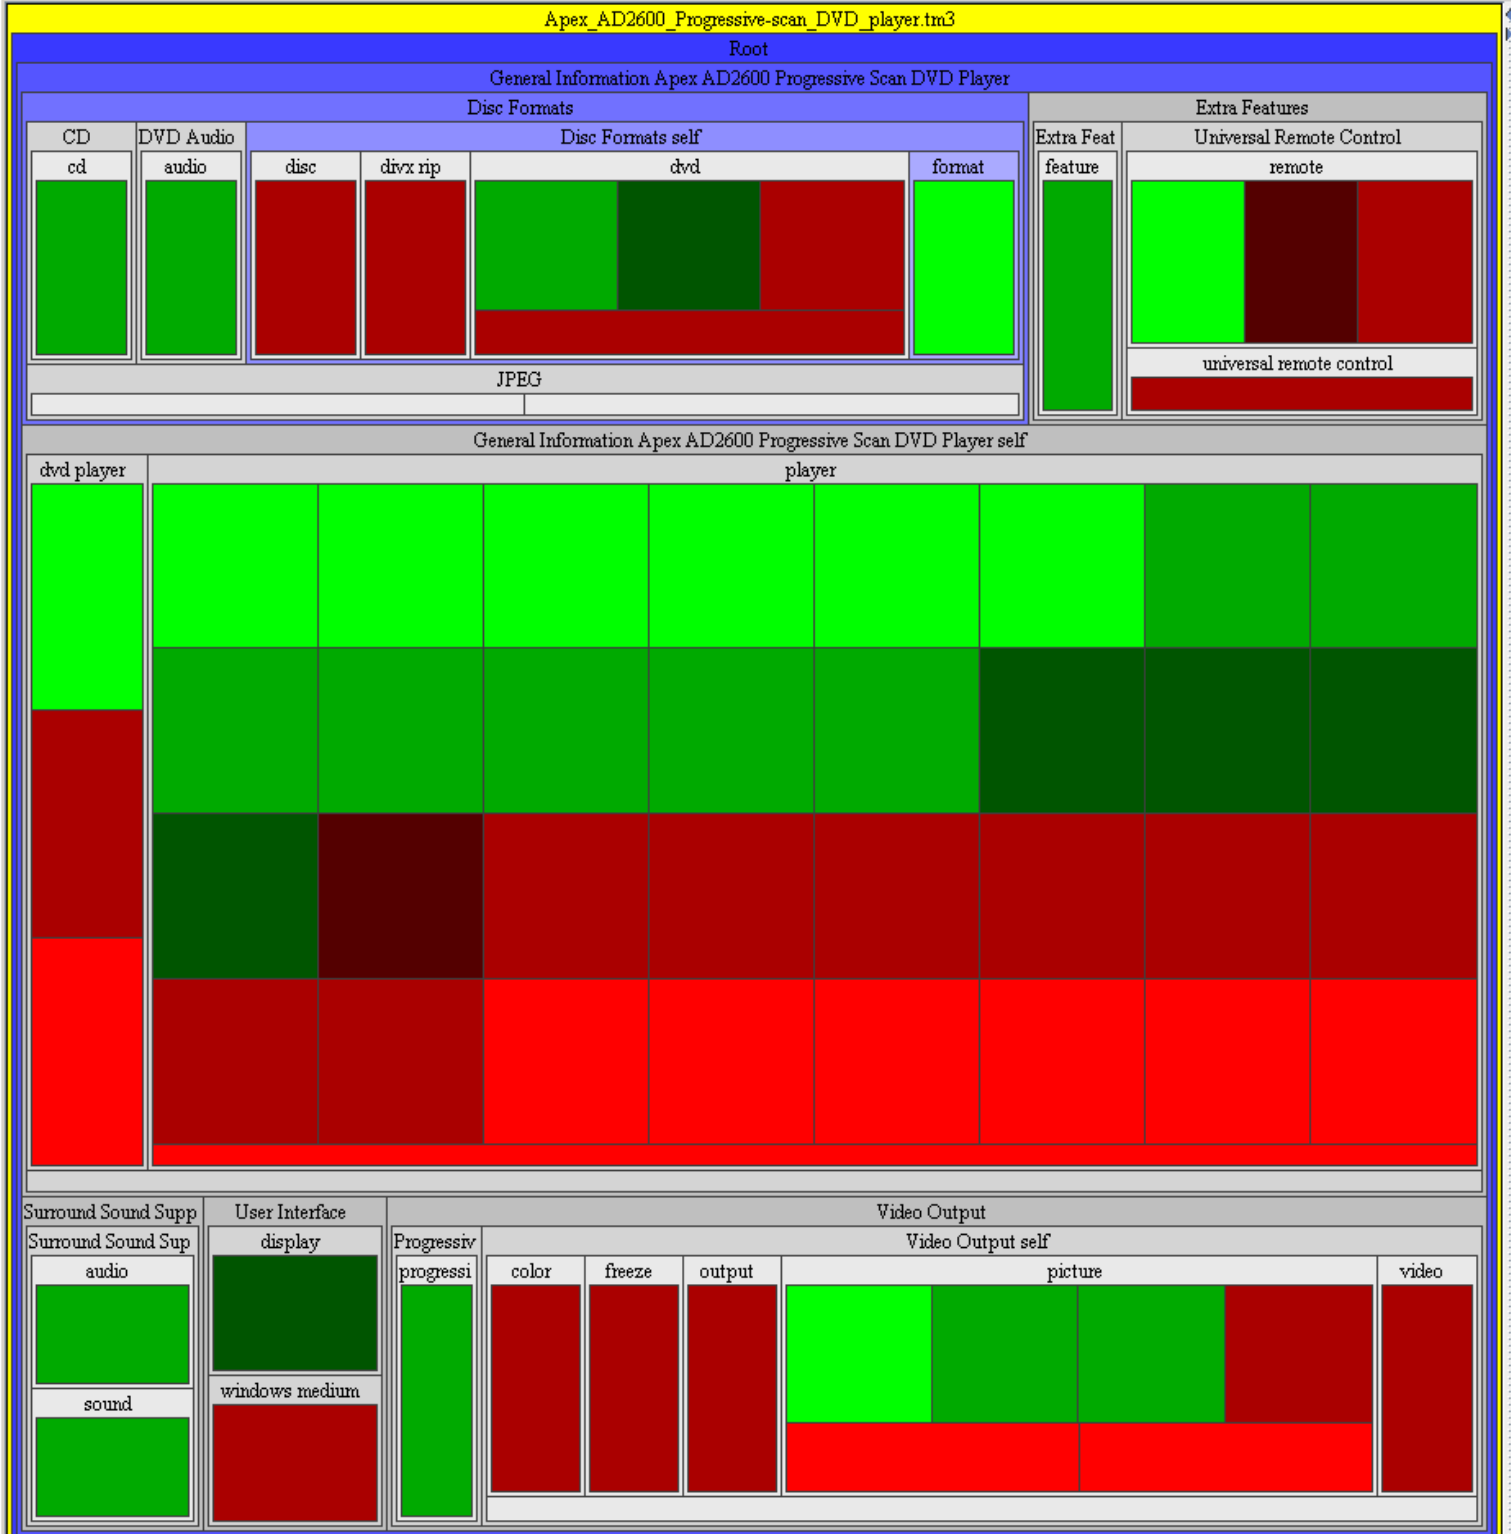 Apex_AD2600_Progressive-scan_DVD_player.tm3
Root
General Information Apex AD2600 Progressive Scan DVD Player
Disc Formats
Extra Features
CD
DVD Audio
Disc Formats self
Extra Feat
Universal Remote Control
cd
audio
disc
divx rip
dvd
format
feature
remote
universal remote control
JPEG
General Information Apex AD2600 Progressive Scan DVD Player self
dvd player
player
Surround Sound Supp
User Interface
Video Output
Surround Sound Sup
display
Progressiv
Video Output self
audio
progressi
color
freeze
output
picture
video
windows medium
sound